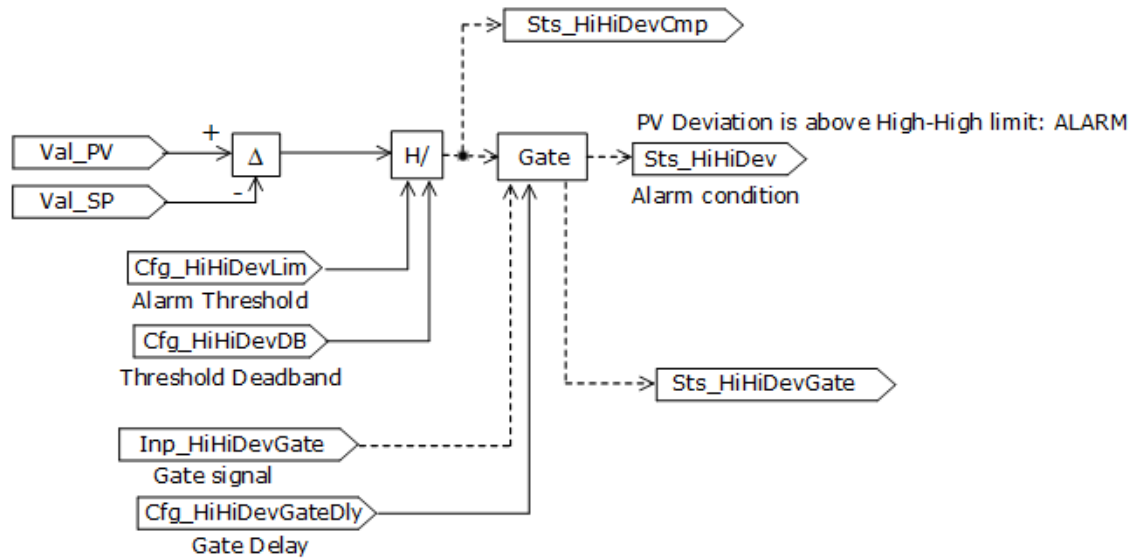 Sts_HiHiDevCmp
PV Deviation is above High-High limit: ALARM
+
Val_PV
Δ
H/
Gate
Sts_HiHiDev
-
Val_SP
Alarm condition
Cfg_HiHiDevLim
Alarm Threshold
Cfg_HiHiDevDB
Threshold Deadband
Sts_HiHiDevGate
Inp_HiHiDevGate
Gate signal
Cfg_HiHiDevGateDly
Gate Delay